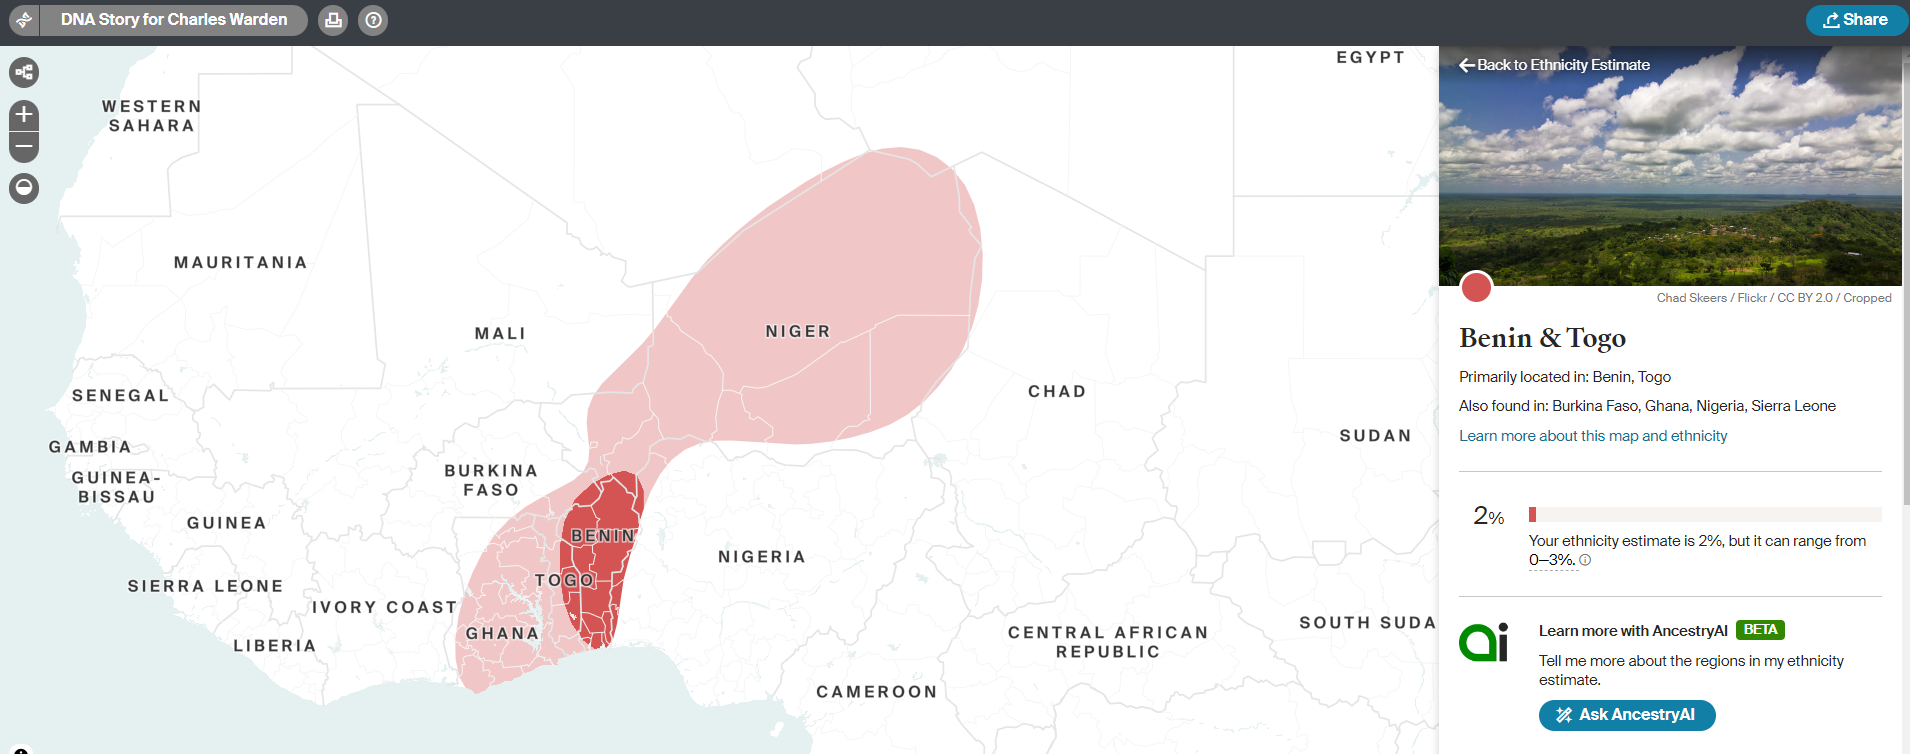 DNA Story for Charles Warden
Share
WESTERN
SAHARA
EGYPT
MAURITANIA
MALI
NIGER
CHAD
SUDAN
SENEGAL
GAMBIA
GUINEA-
BISSAU
GUINEA
BURKINA
FASO
BENIN
TOGO
NIGERIA
SIERRA LEONE
IVORY COAST
GHANA
LIBERIA
CENTRAL AFRICAN
REPUBLIC
SOUTH SUDA
CAMEROON
Back to Ethnicity Estimate
Chad Skeers / Flickr / CC BY 2.0 / Cropped
Benin & Togo
Primarily located in: Benin, Togo
Also found in: Burkina Faso, Ghana, Nigeria, Sierra Leone
Learn more about this map and ethnicity
2%
Your ethnicity estimate is 2%, but it can range from
0–3%.
ai
Learn more with AncestryAI BETA
Tell me more about the regions in my ethnicity
estimate.
Ask AncestryAI